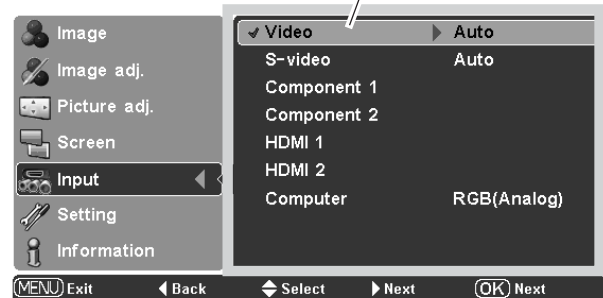 Image
Image adj.
Picture adj.
Screen
Input
Setting
Information
Video Auto
S-video Auto
Component 1
Component 2
HDMI 1
HDMI 2
Computer RGB(Analog)
MENU Exit Back Select Next OK Next